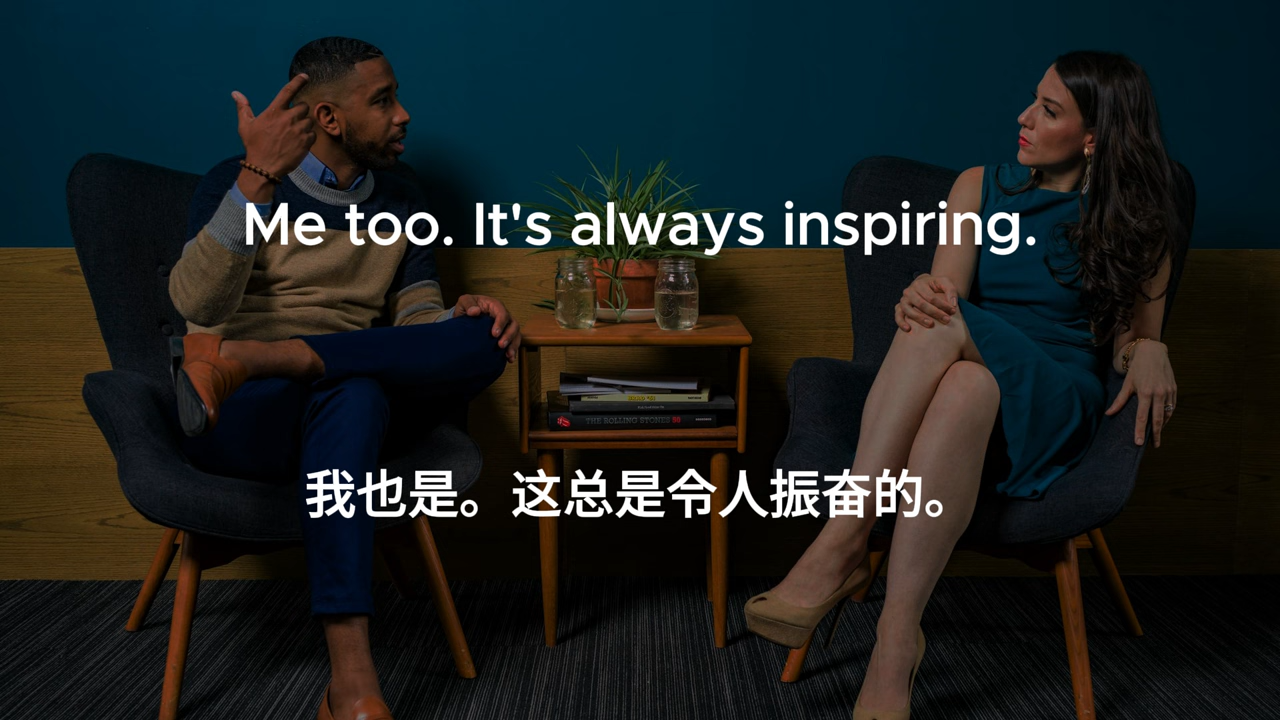 Me too. It's always inspiring.
THE ROLLING STONES
我也是。这总是令人振奋的。